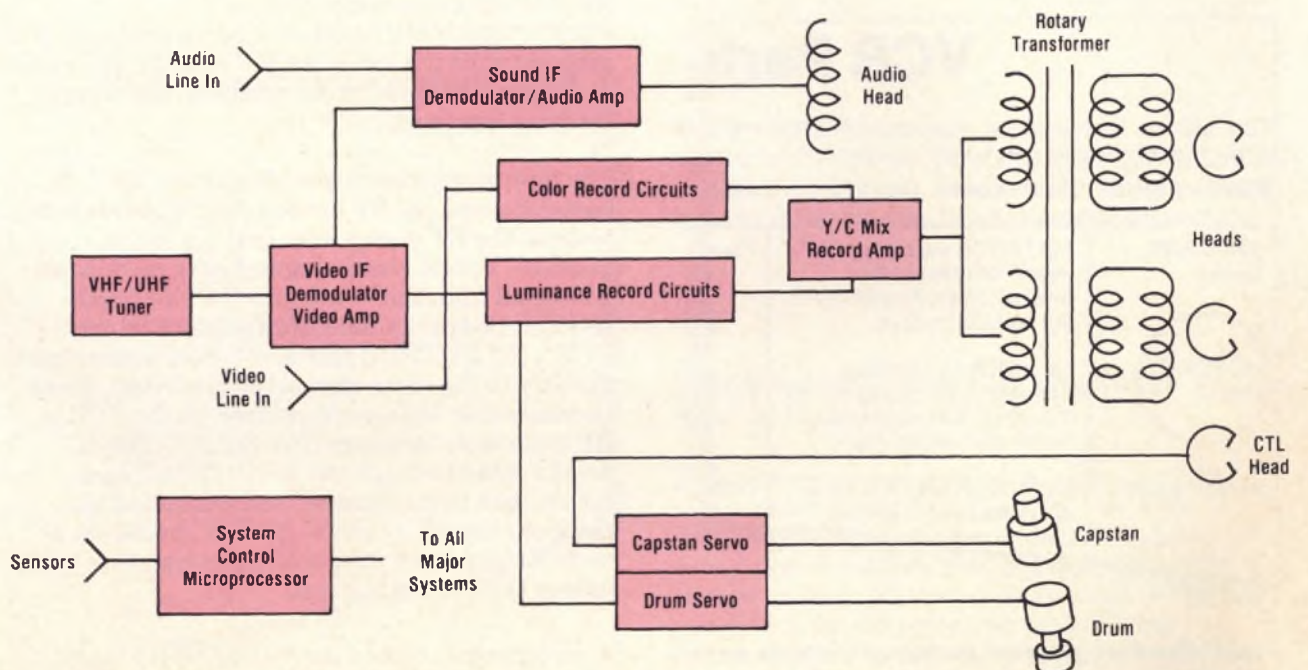 Rotary
Transformer
Audio
Line In
Sound IF
Demodulator/Audio Amp
Audio
Head
Color Record Circuits
Y/C Mix
Record Amp
Heads
VHF/UHF
Tuner
Video IF
Demodulator
Video Amp
Luminance Record Circuits
Video
Line In
CTL
Head
Sensors
System
Control
Microprocessor
To All
Major
Systems
Capstan Servo
Capstan
Drum Servo
Drum